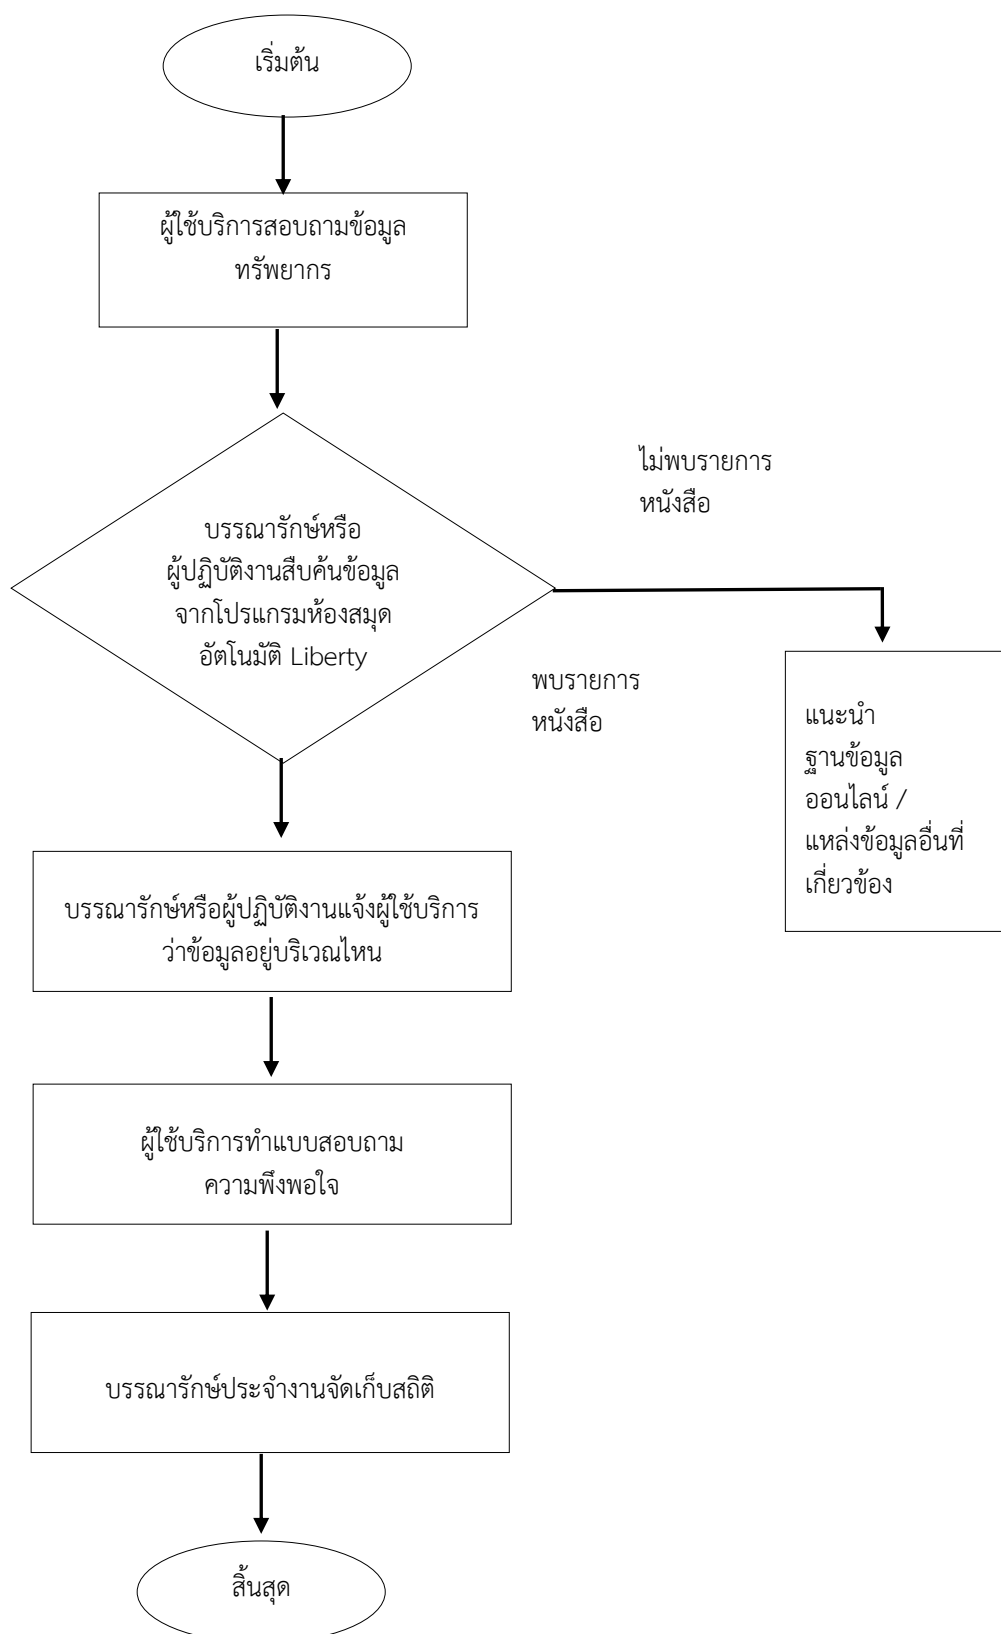 เริ่มต้น
ผู้ใช้บริการสอบถามข้อมูล
ทรัพยากร
ไม่พบรายการ
หนังสือ
บรรณารักษ์หรือ
ผู้ปฏิบัติงานสืบค้นข้อมูล
จากโปรแกรมห้องสมุด
อัตโนมัติ Liberty
พบรายการ
หนังสือ
แนะนำ
ฐานข้อมูล
ออนไลน์ /
แหล่งข้อมูลอื่นที่
เกี่ยวข้อง
บรรณารักษ์หรือผู้ปฏิบัติงานแจ้งผู้ใช้บริการ
ว่าข้อมูลอยู่บริเวณไหน
ผู้ใช้บริการทำแบบสอบถาม
ความพึงพอใจ
บรรณารักษ์ประจำงานจัดเก็บสถิติ
สิ้นสุด